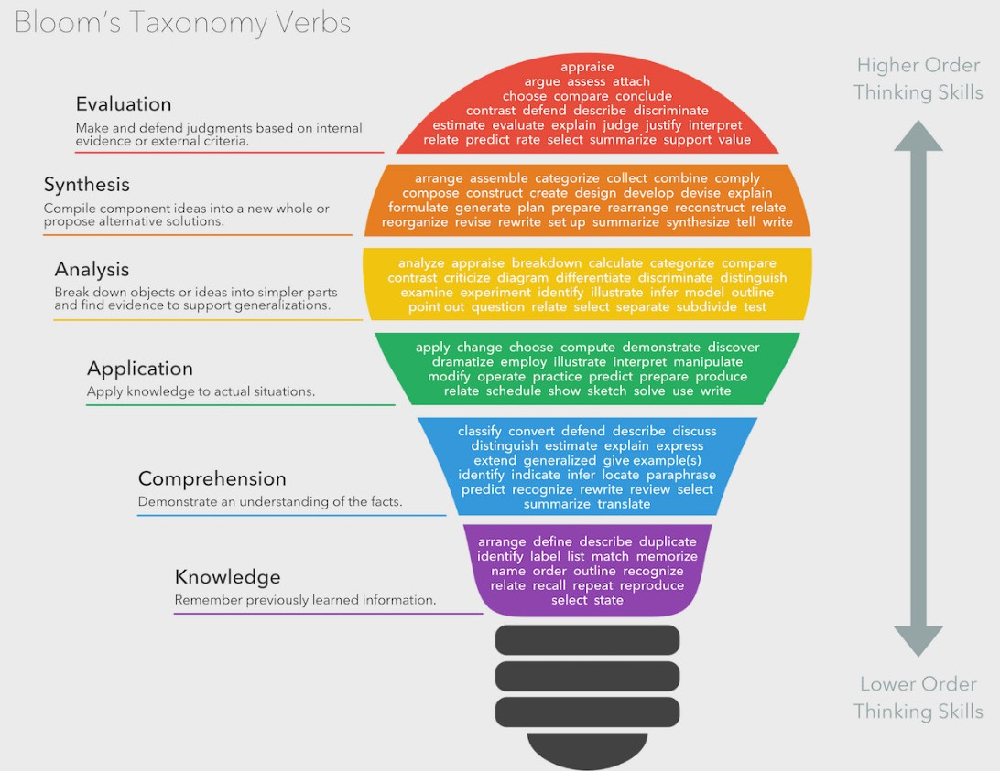 Bloom's Taxonomy Verbs
Higher Order
Thinking Skills
Evaluation
Make and defend judgments based on internal
evidence or external criteria.
appraise
argue assess attach
choose compare conclude
contrast defend describe discriminate
estimate evaluate explain judge justify interpret
relate predict rate select summarize support value
Synthesis
Compile component ideas into a new whole or
propose alternative solutions.
arrange assemble categorize collect combine comply
compose construct create design develop devise explain
formulate generate plan prepare rearrange reconstruct relate
reorganize revise rewrite set up summarize synthesize tell write
Analysis
Break down objects or ideas into simpler parts
and find evidence to support generalizations.
analyze appraise breakdown calculate categorize compare
contrast criticize diagram differentiate discriminate distinguish
examine experiment identify illustrate infer model outline
point out question relate select separate subdivide test
Application
Apply knowledge to actual situations.
apply change choose compute demonstrate discover
dramatize employ illustrate interpret manipulate
modify operate practice predict prepare produce
relate schedule show sketch solve use write
Comprehension
Demonstrate an understanding of the facts.
classify convert defend describe discuss
distinguish estimate explain express
extend generalized give example(s)
identify indicate infer locate paraphrase
predict recognize rewrite review select
summarize translate
Knowledge
Remember previously learned information.
arrange define describe duplicate
identify label list match memorize
name order outline recognize
relate recall repeat reproduce
select state
Lower Order
Thinking Skills